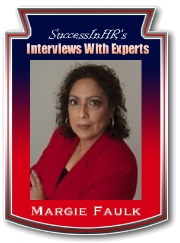 SuccessInHR's
Interviews With Experts
Margie Faulk